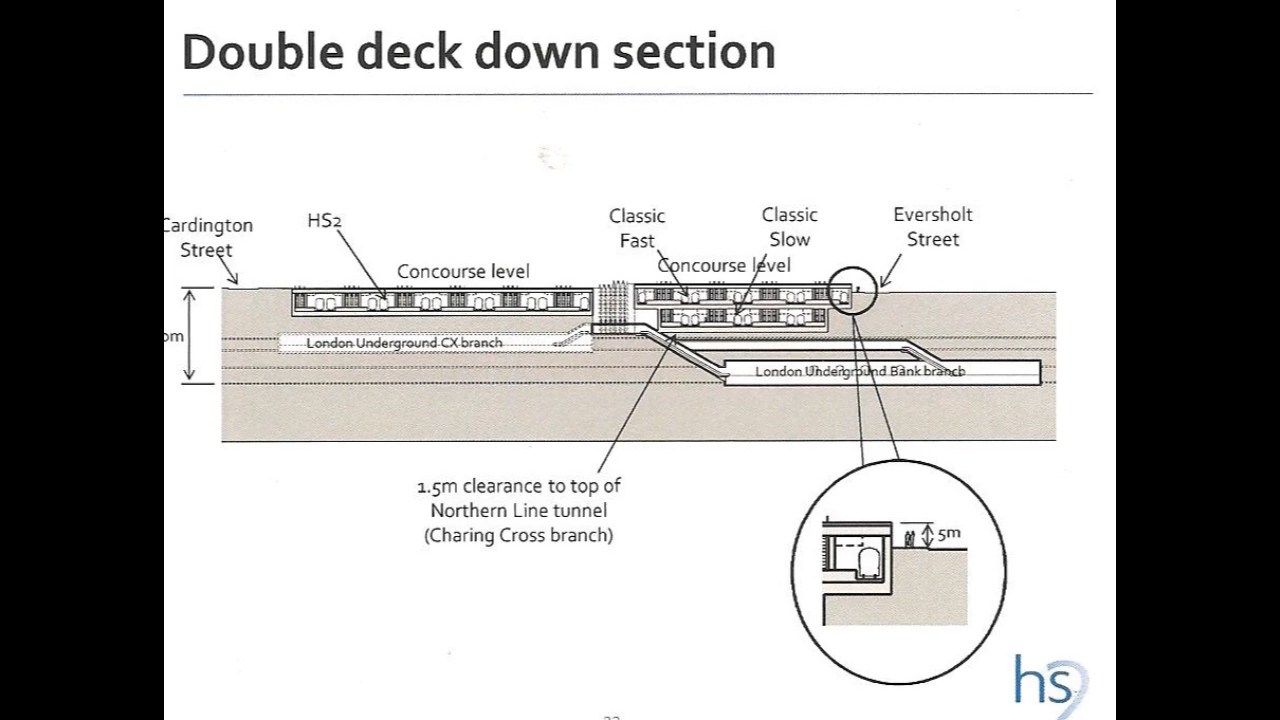 Double deck down section
Cardington
Street
HS2
Classic
Fast
Classic
Slow
Eversholt
Street
Concourse level
Concourse level
London Underground CX branch
London Underground Bank branch
1.5m clearance to top of
Northern Line tunnel
(Charing Cross branch)
5m
hs2